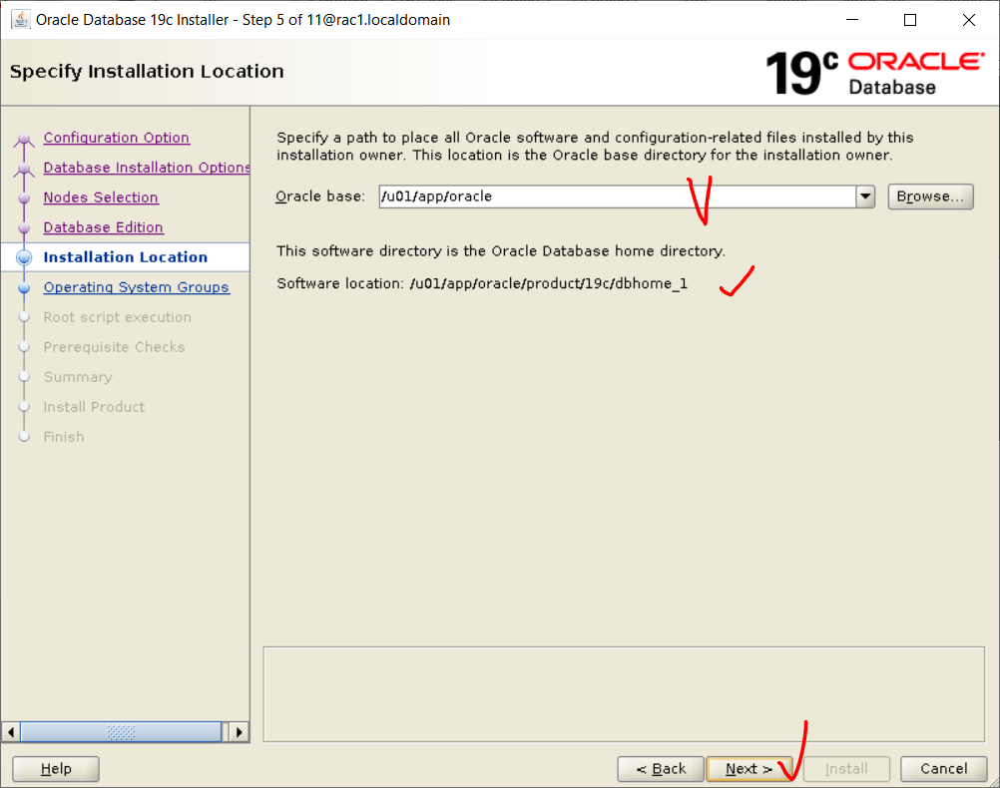 Oracle Database 19c Installer - Step 5 of 11@rac1.localdomain
Specify Installation Location
19c ORACLE
Database
Configuration Option
Database Installation Options
Nodes Selection
Database Edition
Installation Location
Operating System Groups
Root script execution
Prerequisite Checks
Summary
Install Product
Finish
Specify a path to place all Oracle software and configuration-related files installed by this
installation owner. This location is the Oracle base directory for the installation owner.
Oracle base: /u01/app/oracle Browse...
This software directory is the Oracle Database home directory.
Software location: /u01/app/oracle/product/19c/dbhome_1
Help < Back Next > Install Cancel